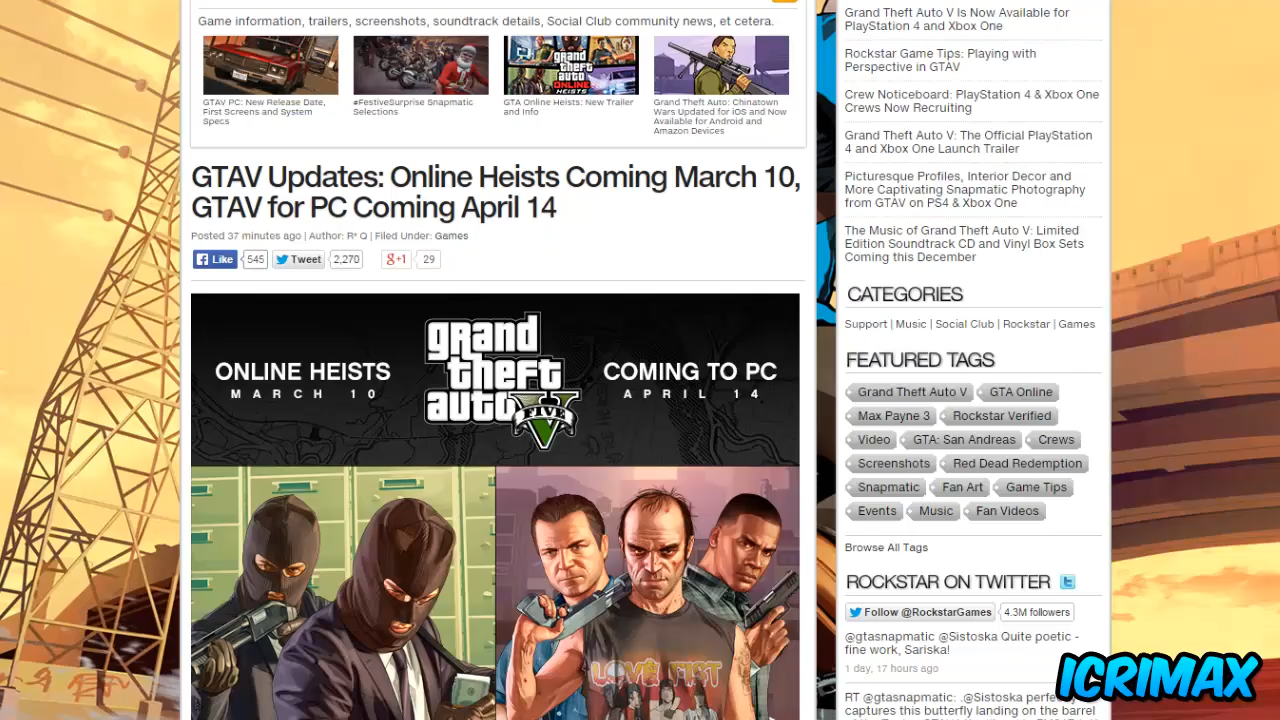 Game information, trailers, screenshots, soundtrack details, Social Club community news, et cetera.
GTAV PC: New Release Date,
First Screens and System
Specs
#FestiveSurprise Snapmatic
Selections
grand
theft
auto
ONLINE
HEISTS
GTA Online Heists: New Trailer
and Info
Grand Theft Auto: Chinatown
Wars Updated for iOS and Now
Available for Android and
Amazon Devices
GTAV Updates: Online Heists Coming March 10,
GTAV for PC Coming April 14
Posted 37 minutes ago | Author: R* Q | Filed Under: Games
Like 545 Tweet 2,270 g+1 29
ONLINE HEISTS
MARCH 10
grand
theft
auto
FIVE
COMING TO PC
APRIL 14
LOVE FIST
Grand Theft Auto V Is Now Available for
PlayStation 4 and Xbox One
Rockstar Game Tips: Playing with
Perspective in GTAV
Crew Noticeboard: PlayStation 4 & Xbox One
Crews Now Recruiting
Grand Theft Auto V: The Official PlayStation
4 and Xbox One Launch Trailer
Picturesque Profiles, Interior Decor and
More Captivating Snapmatic Photography
from GTAV on PS4 & Xbox One
The Music of Grand Theft Auto V: Limited
Edition Soundtrack CD and Vinyl Box Sets
Coming this December
CATEGORIES
Support | Music | Social Club | Rockstar | Games
FEATURED TAGS
Grand Theft Auto V GTA Online
Max Payne 3 Rockstar Verified
Video GTA: San Andreas Crews
Screenshots Red Dead Redemption
Snapmatic Fan Art Game Tips
Events Music Fan Videos
Browse All Tags
ROCKSTAR ON TWITTER
Follow @RockstarGames 4.3M followers
@gtasnapmatic @Sistoska Quite poetic -
fine work, Sariska!
1 day, 17 hours ago
RT @gtasnapmatic: .@Sistoska
captures this butterfly landing on the barrel
ICRIMAX